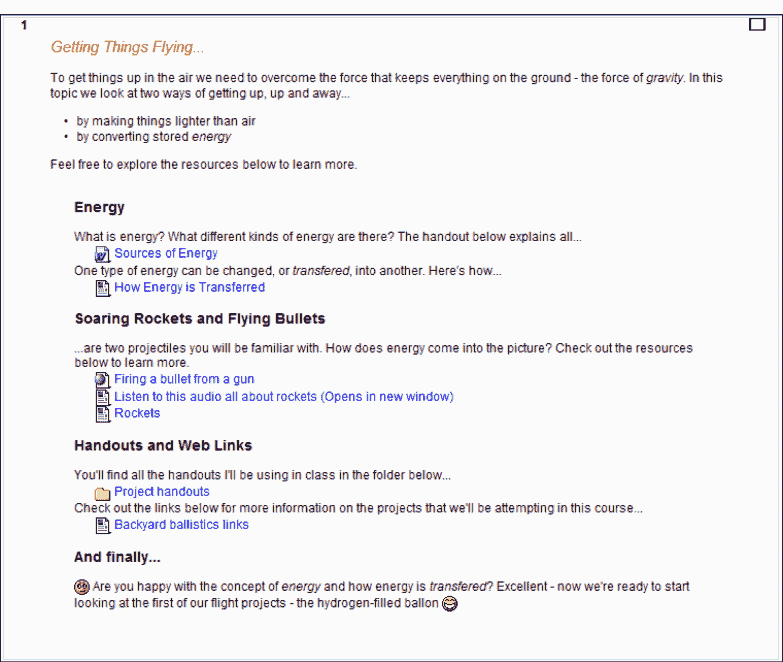 1
Getting Things Flying...
To get things up in the air we need to overcome the force that keeps everything on the ground - the force of gravity. In this
topic we look at two ways of getting up, up and away...
• by making things lighter than air
• by converting stored energy
Feel free to explore the resources below to learn more.
Energy
What is energy? What different kinds of energy are there? The handout below explains all...
Sources of Energy
One type of energy can be changed, or transfered, into another. Here's how...
How Energy is Transferred
Soaring Rockets and Flying Bullets
...are two projectiles you will be familiar with. How does energy come into the picture? Check out the resources
below to learn more.
Firing a bullet from a gun
Listen to this audio all about rockets (Opens in new window)
Rockets
Handouts and Web Links
You'll find all the handouts I'll be using in class in the folder below...
Project handouts
Check out the links below for more information on the projects that we'll be attempting in this course...
Backyard ballistics links
And finally...
Are you happy with the concept of energy and how energy is transfered? Excellent - now we're ready to start
looking at the first of our flight projects - the hydrogen-filled ballon